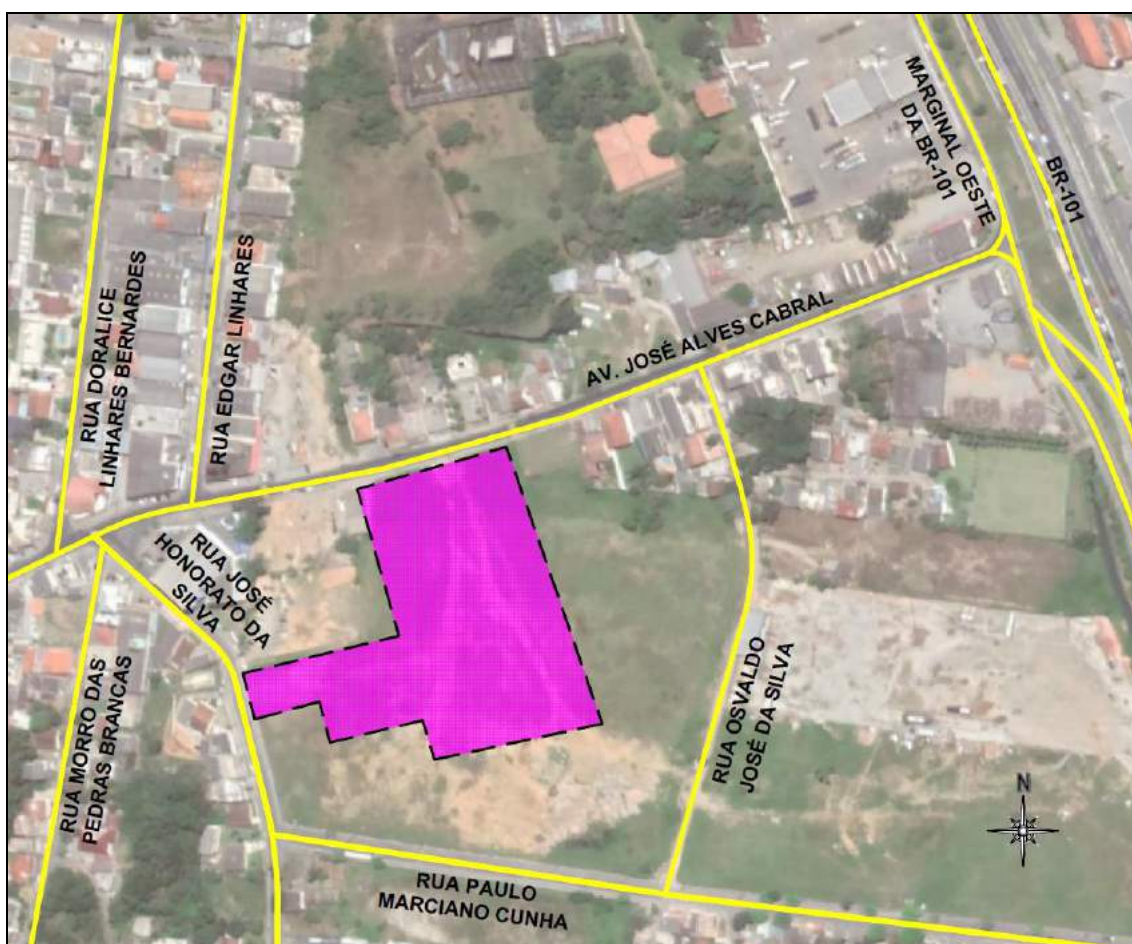 MARGINAL OESTE
DA BR-101
BR-101
RUA DORALICE
LINHARES BERNARDES
RUA EDGAR LINHARES
AV. JOSÉ ALVES CABRAL
RUA JOSÉ
HONORATO DA
SILVA
RUA MORRO DAS
PEDRAS BRANCAS
RUA OSVALDO
JOSÉ DA SILVA
N
RUA PAULO
MARCIANO CUNHA